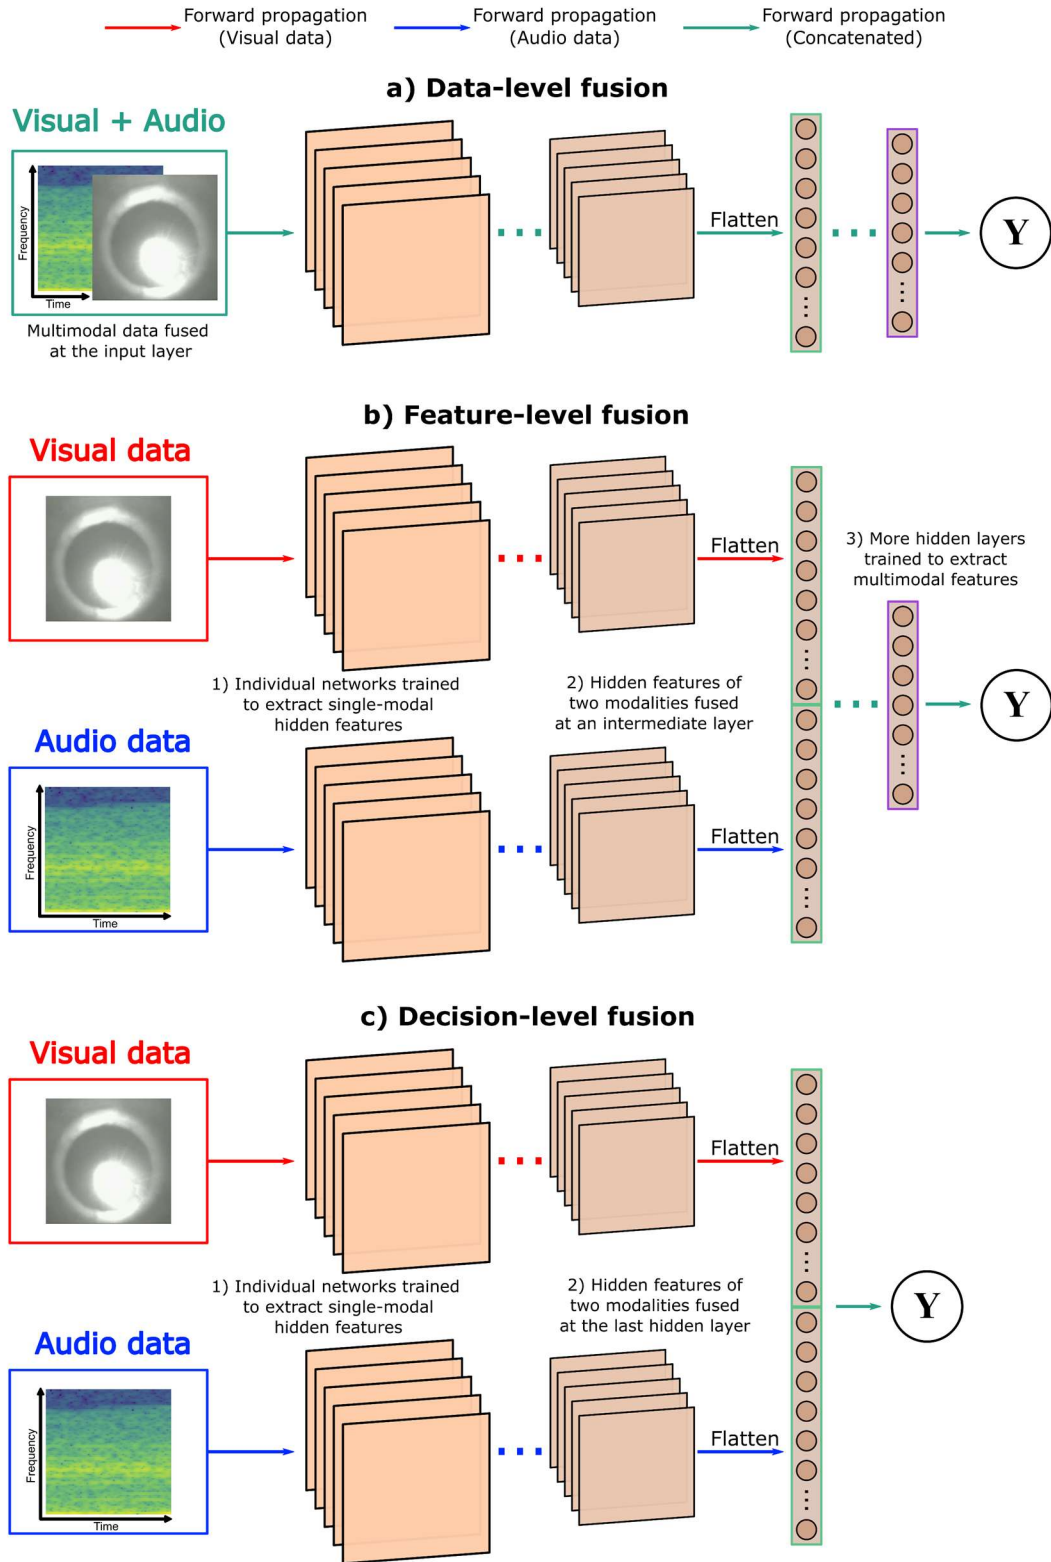 Forward propagation
(Visual data)
Forward propagation
(Audio data)
Forward propagation
(Concatenated)
a) Data-level fusion
Visual + Audio
Frequency
Time
Multimodal data fused
at the input layer
Flatten
Y
b) Feature-level fusion
Visual data
Flatten
3) More hidden layers
trained to extract
multimodal features
1) Individual networks trained
to extract single-modal
hidden features
2) Hidden features of
two modalities fused
at an intermediate layer
Y
Audio data
Frequency
Time
Flatten
c) Decision-level fusion
Visual data
Flatten
1) Individual networks trained
to extract single-modal
hidden features
2) Hidden features of
two modalities fused
at the last hidden layer
Y
Audio data
Frequency
Time
Flatten